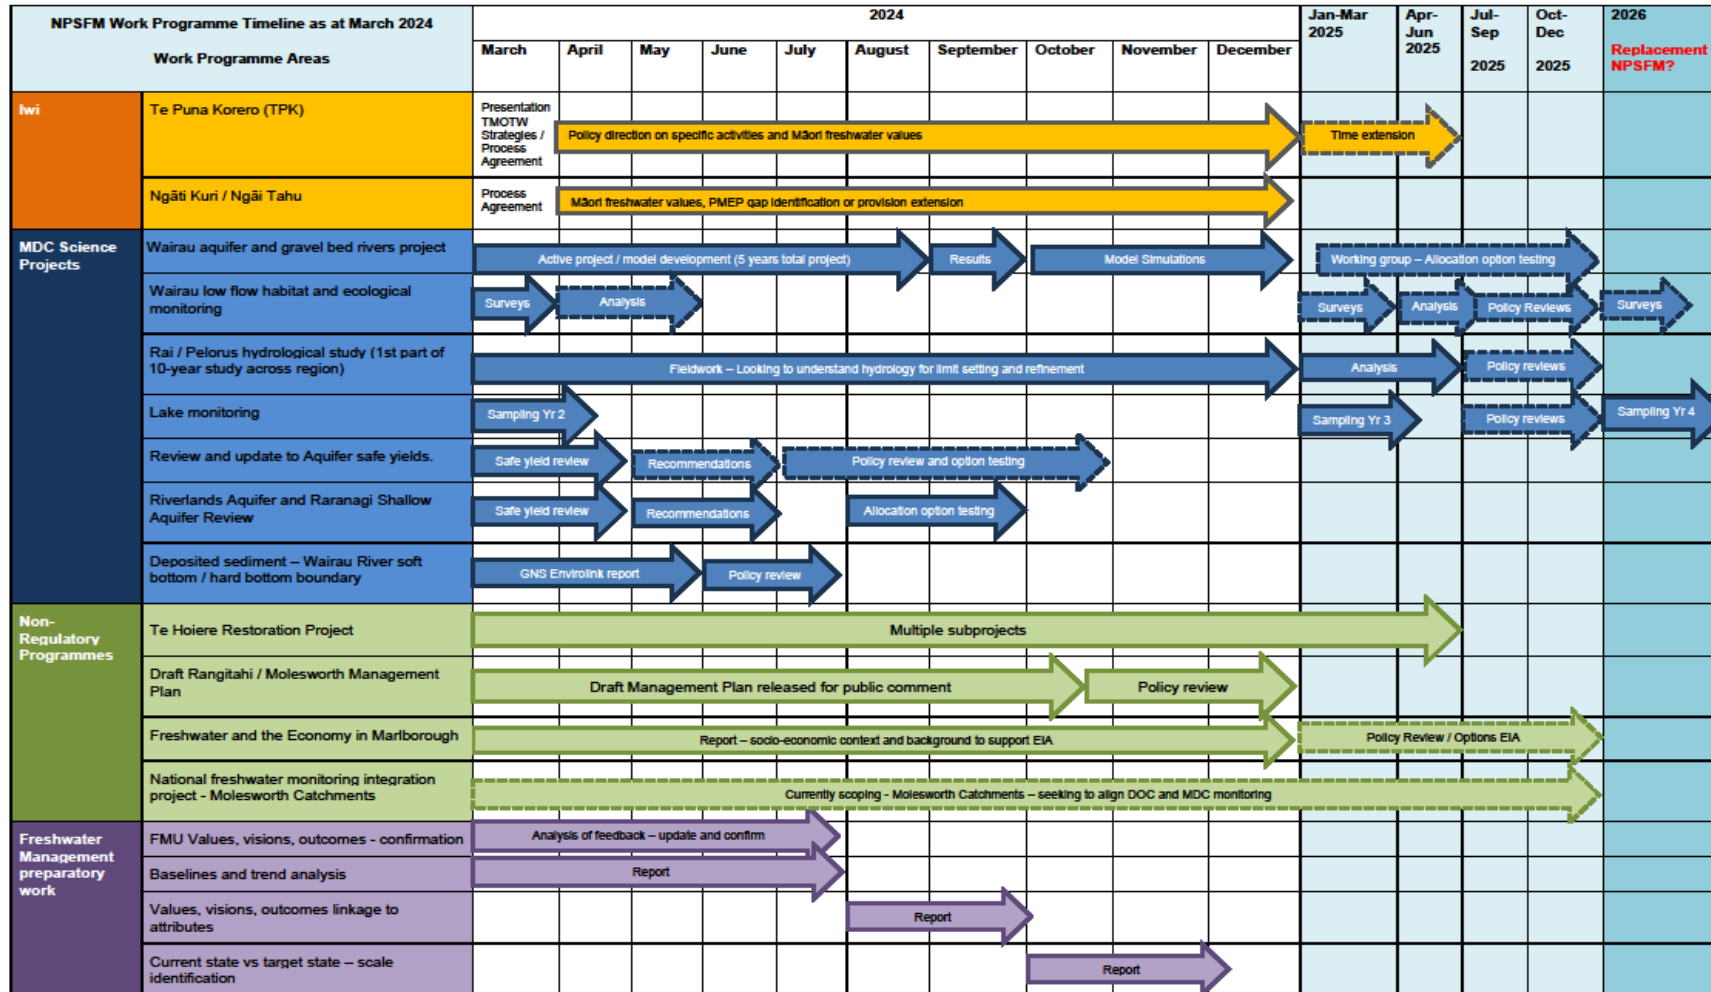 NPSFM Work Programme Timeline as at March 2024
Work Programme Areas
2024
Jan-Mar
2025
Apr-
Jun
2025
Jul-
Sep
2025
Oct-
Dec
2025
2026
Replacement
NPSFM?
March
April
May
June
July
August
September
October
November
December
Iwi
Te Puna Korero (TPK)
Presentation
TMOTW
Strategies /
Process
Agreement
Policy direction on specific activities and Māori freshwater values
Time extension
Ngāti Kuri / Ngāi Tahu
Process
Agreement
Māori freshwater values, PMEP gap identification or provision extension
MDC Science
Projects
Wairau aquifer and gravel bed rivers project
Active project / model development (5 years total project)
Results
Model Simulations
Working group – Allocation option testing
Wairau low flow habitat and ecological
monitoring
Surveys
Analysis
Surveys
Analysis
Policy Reviews
Surveys
Rai / Pelorus hydrological study (1st part of
10-year study across region)
Fieldwork – Looking to understand hydrology for limit setting and refinement
Analysis
Policy reviews
Lake monitoring
Sampling Yr 2
Sampling Yr 3
Policy reviews
Sampling Yr 4
Review and update to Aquifer safe yields.
Safe yield review
Recommendations
Policy review and option testing
Riverlands Aquifer and Raranagi Shallow
Aquifer Review
Safe yield review
Recommendations
Allocation option testing
Deposited sediment – Wairau River soft
bottom / hard bottom boundary
GNS Envirolink report
Policy review
Non-
Regulatory
Programmes
Te Hoiere Restoration Project
Multiple subprojects
Draft Rangitahi / Molesworth Management
Plan
Draft Management Plan released for public comment
Policy review
Freshwater and the Economy in Marlborough
Report – socio-economic context and background to support EIA
Policy Review / Options EIA
National freshwater monitoring integration
project - Molesworth Catchments
Currently scoping - Molesworth Catchments – seeking to align DOC and MDC monitoring
Freshwater
Management
preparatory
work
FMU Values, visions, outcomes - confirmation
Analysis of feedback – update and confirm
Baselines and trend analysis
Report
Values, visions, outcomes linkage to
attributes
Report
Current state vs target state – scale
identification
Report